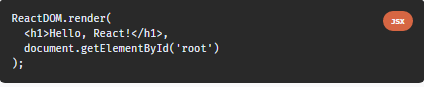 ReactDOM.render(
JSX
  <h1>Hello, React!</h1>,
  document.getElementById('root')
);